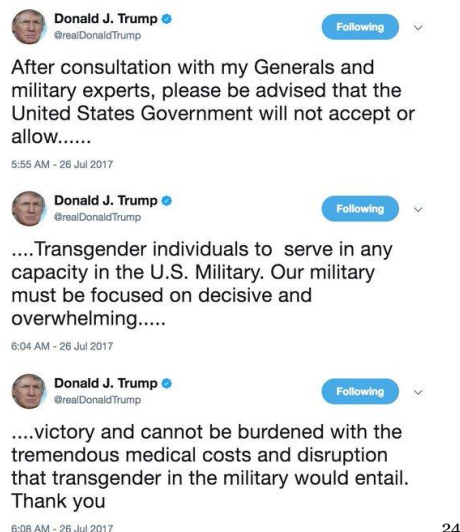 Donald J. Trump
@realDonaldTrump
Following
After consultation with my Generals and
military experts, please be advised that the
United States Government will not accept or
allow......
5:55 AM - 26 Jul 2017
Donald J. Trump
@realDonaldTrump
Following
....Transgender individuals to  serve in any
capacity in the U.S. Military. Our military
must be focused on decisive and
overwhelming.....
6:04 AM - 26 Jul 2017
Donald J. Trump
@realDonaldTrump
Following
....victory and cannot be burdened with the
tremendous medical costs and disruption
that transgender in the military would entail.
Thank you
6:08 AM - 26 Jul 2017
24